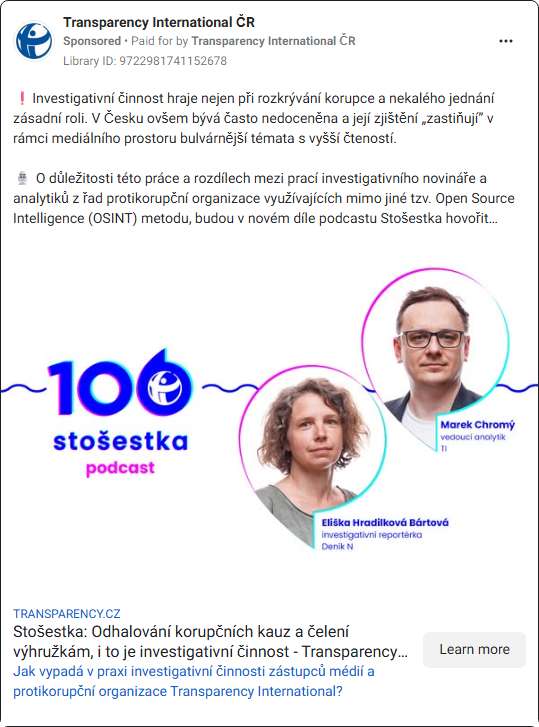 Transparency International ČR
Sponsored • Paid for by Transparency International ČR
Library ID: 9722981741152678
❗ Investigativní činnost hraje nejen při rozkrývání korupce a nekalého jednání
zásadní roli. V Česku ovšem bývá často nedoceněna a její zjištění „zastiňují” v
rámci mediálního prostoru bulvárnější témata s vyšší čteností.
🎙️ O důležitosti této práce a rozdílech mezi prací investigativního novináře a
analytiků z řad protikorupční organizace využívajících mimo jiné tzv. Open Source
Intelligence (OSINT) metodu, budou v novém díle podcastu Stošestka hovořit...
106
stošestka
podcast
Marek Chromý
vedoucí analytik
TI
Eliška Hradilková Bártová
investigativní reportérka
Deník N
TRANSPARENCY.CZ
Stošestka: Odhalování korupčních kauz a čelení
výhružkám, i to je investigativní činnost - Transparency...
Learn more
Jak vypadá v praxi investigativní činnosti zástupců médií a
protikorupční organizace Transparency International?